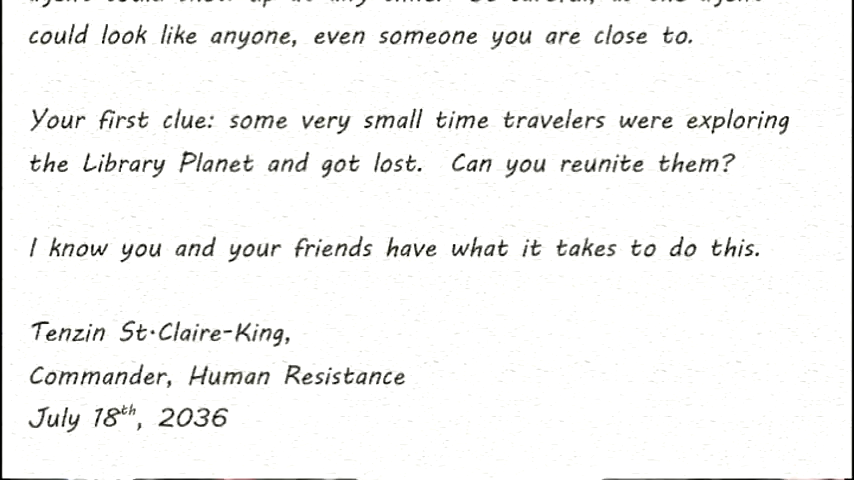 could look like anyone, even someone you are close to.
Your first clue: some very small time travelers were exploring
the Library Planet and got lost. Can you reunite them?
I know you and your friends have what it takes to do this.
Tenzin St·Claire-King,
Commander, Human Resistance
July 18th, 2036